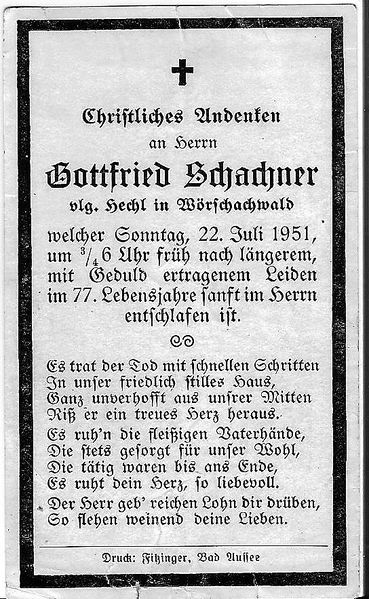 Christliches Andenken
an Herrn
Gottfried Schachner
vlg. Hechl in Wörschachwald
welcher Sonntag, 22. Juli 1951,
um 3/4 6 Uhr früh nach längerem,
mit Geduld ertragenem Leiden
im 77. Lebensjahre sanft im Herrn
entschlafen ist.
Es trat der Tod mit schnellen Schritten
In unser friedlich stilles Haus,
Ganz unverhofft aus unsrer Mitten
Riß er ein treues Herz heraus.
Es ruh'n die fleißigen Vaterhände,
Die stets gesorgt für unser Wohl,
Die tätig waren bis ans Ende,
Es ruht dein Herz, so liebevoll.
Der Herr geb' reichen Lohn dir drüben,
So flehen weinend deine Lieben.
Druck: Fitzinger, Bad Aussee